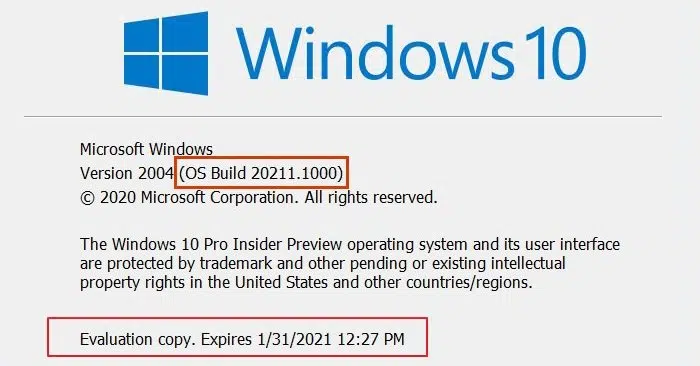 Windows 10
Microsoft Windows
Version 2004 (OS Build 20211.1000)
© 2020 Microsoft Corporation. All rights reserved.
The Windows 10 Pro Insider Preview operating system and its user interface
are protected by trademark and other pending or existing intellectual
property rights in the United States and other countries/regions.
Evaluation copy. Expires 1/31/2021 12:27 PM